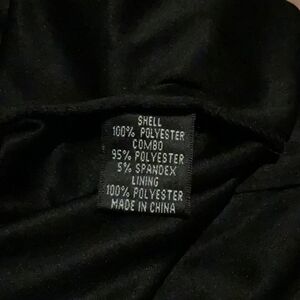 SHELL
100% POLYESTER
COMBO
95% POLYESTER
5% SPANDEX
LINING
100% POLYESTER
MADE IN CHINA